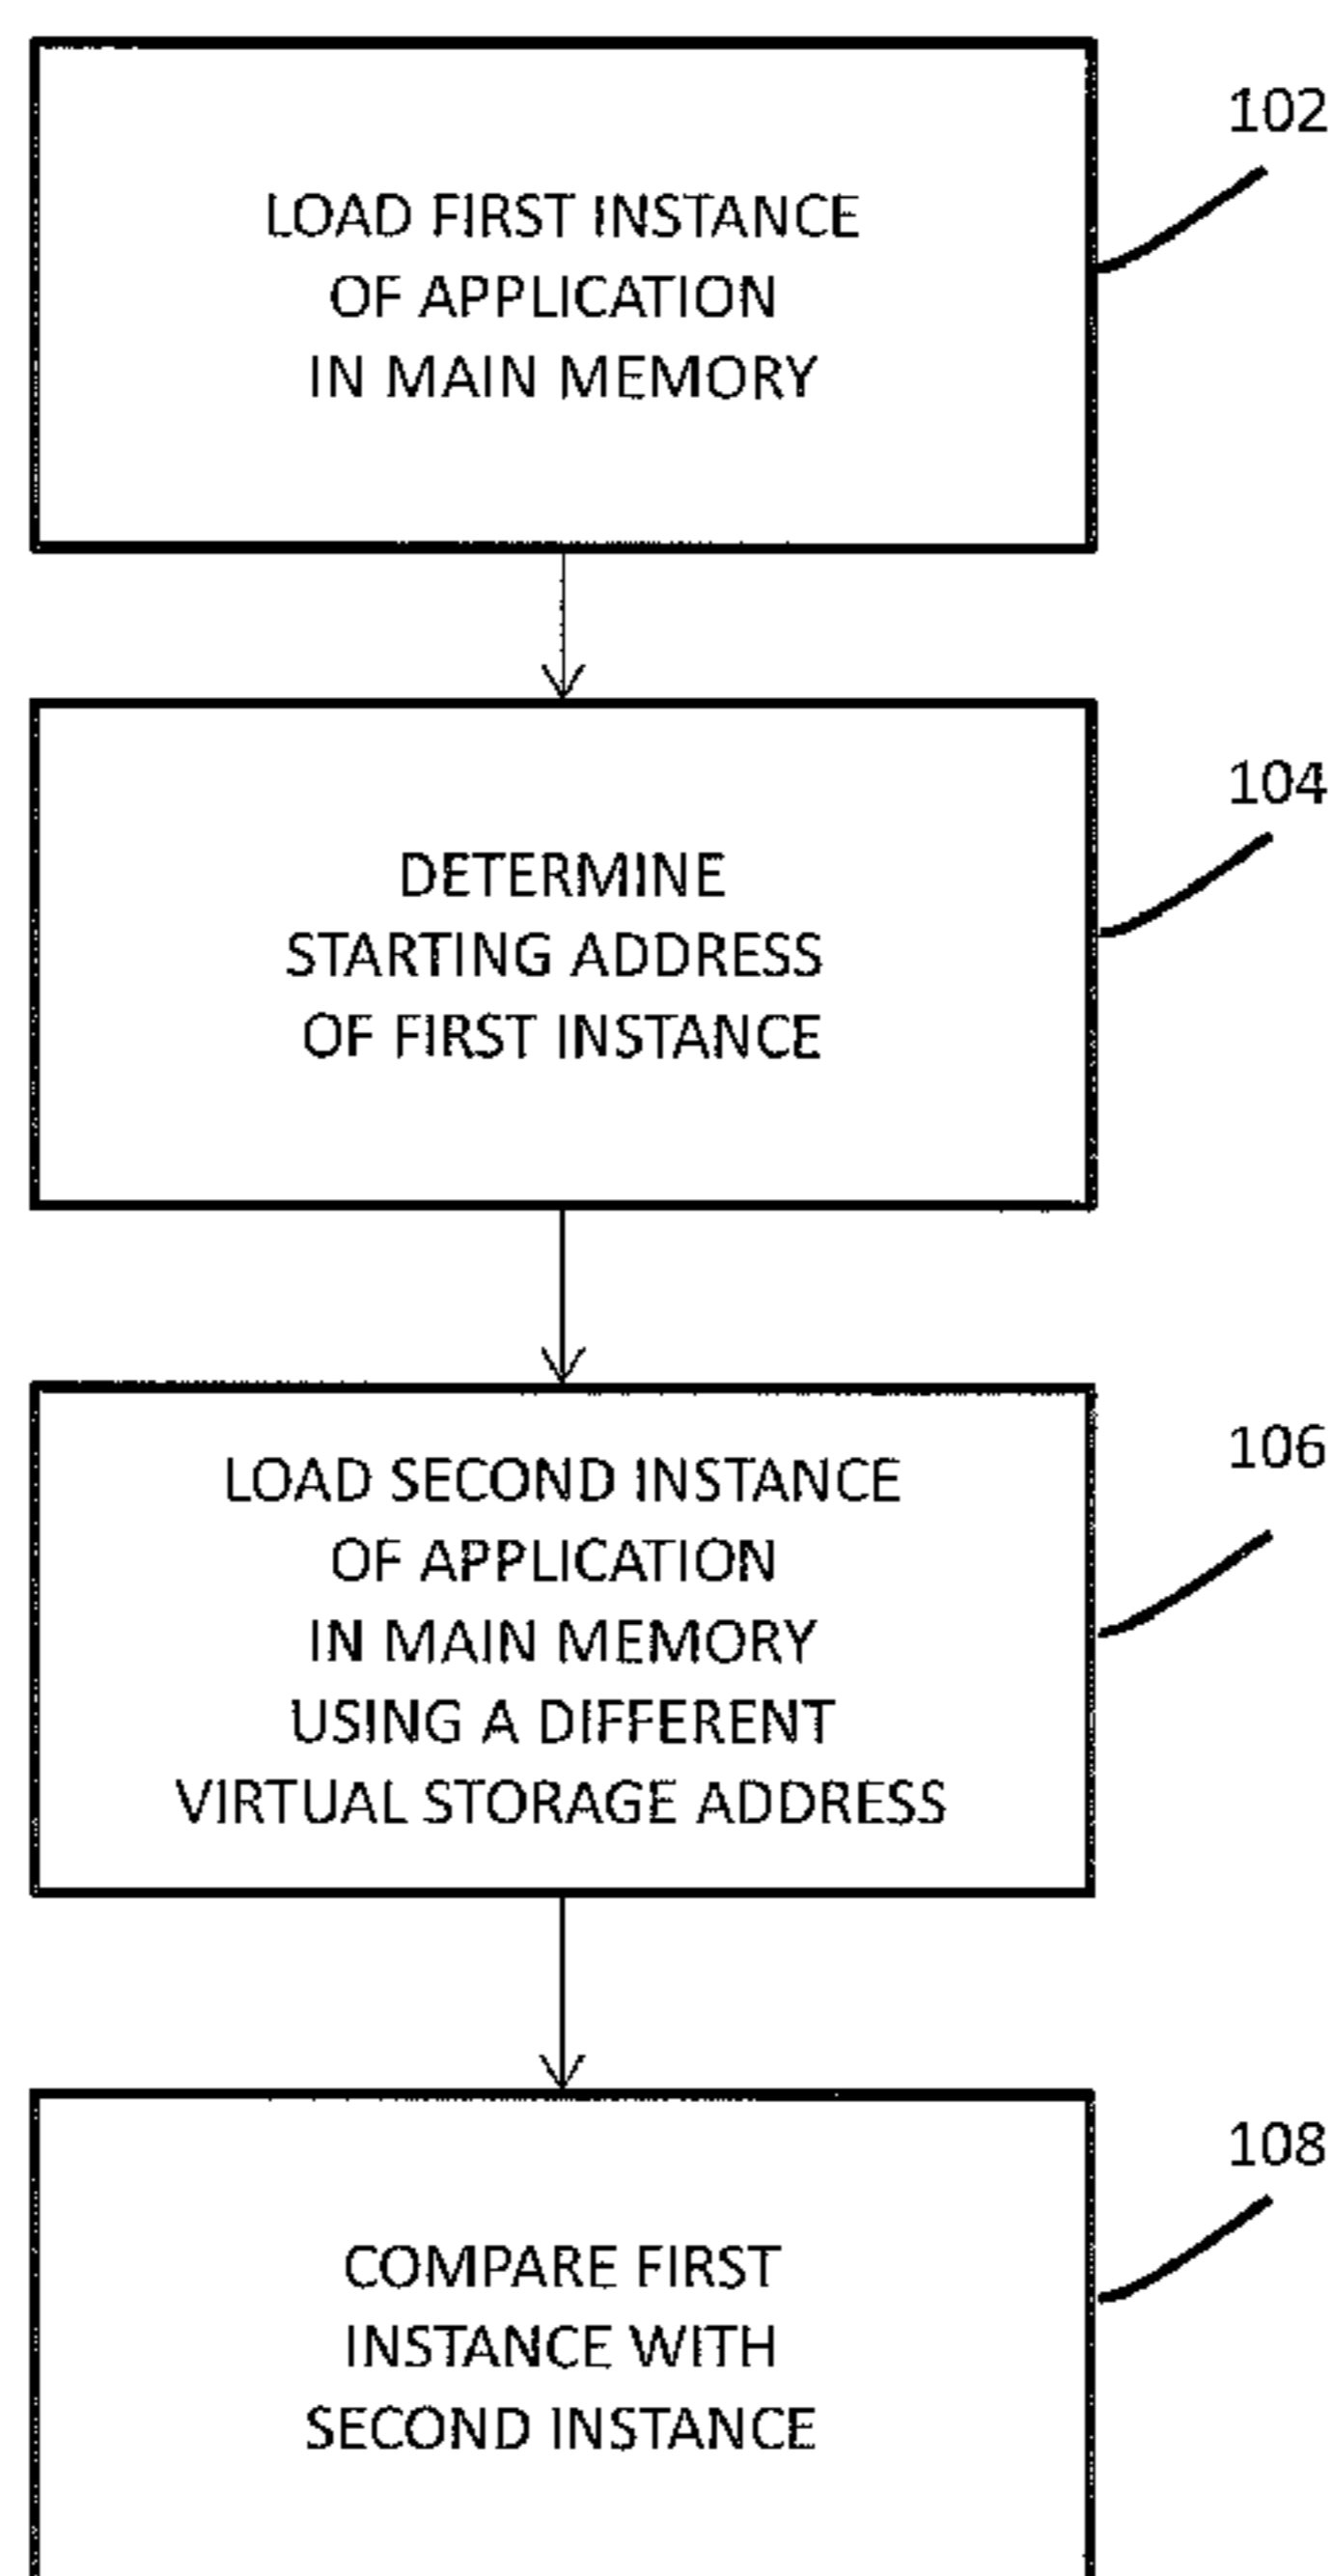 102
LOAD FIRST INSTANCE
OF APPLICATION
IN MAIN MEMORY
104
DETERMINE
STARTING ADDRESS
OF FIRST INSTANCE
106
LOAD SECOND INSTANCE
OF APPLICATION
IN MAIN MEMORY
USING A DIFFERENT
VIRTUAL STORAGE ADDRESS
108
COMPARE FIRST
INSTANCE WITH
SECOND INSTANCE